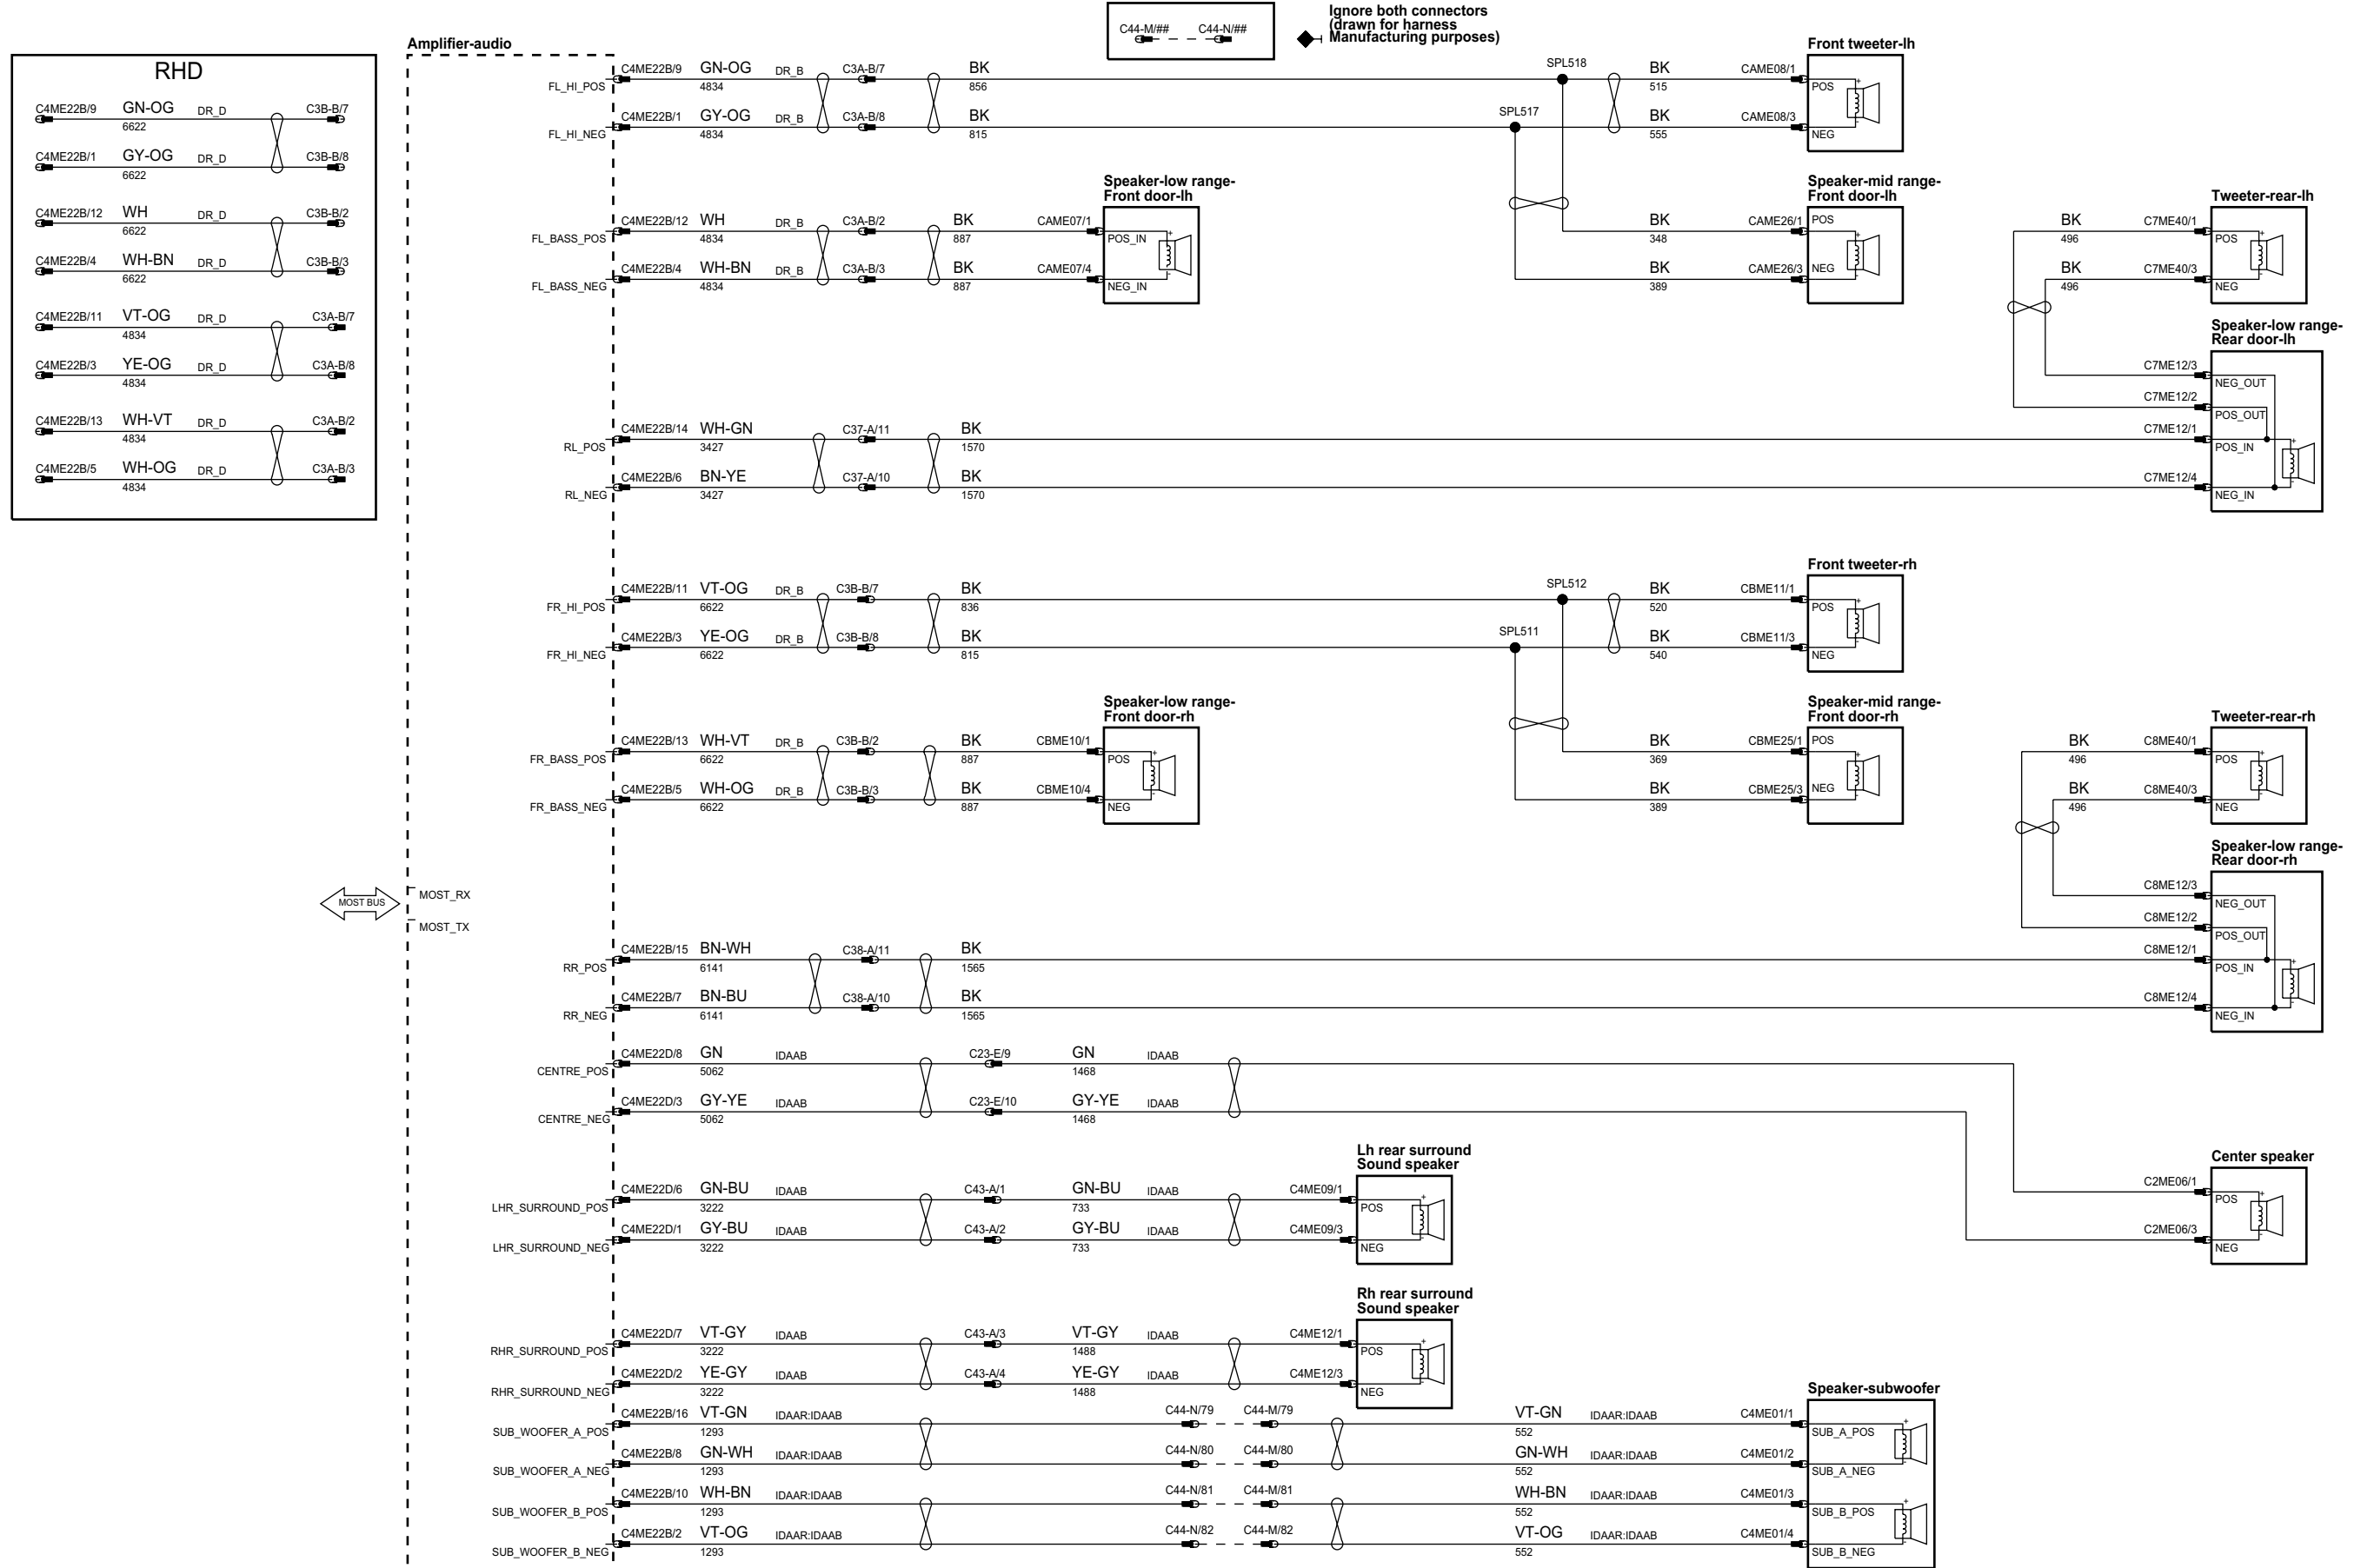 C44-M/## C44-N/##
Ignore both connectors
(drawn for harness
Manufacturing purposes)
RHD
C4ME22B/9 GN-OG DR_D C3B-B/7
6622
C4ME22B/1 GY-OG DR_D C3B-B/8
6622
C4ME22B/12 WH DR_D C3B-B/2
6622
C4ME22B/4 WH-BN DR_D C3B-B/3
6622
C4ME22B/11 VT-OG DR_D C3A-B/7
4834
C4ME22B/3 YE-OG DR_D C3A-B/8
4834
C4ME22B/13 WH-VT DR_D C3A-B/2
4834
C4ME22B/5 WH-OG DR_D C3A-B/3
4834
Amplifier-audio
MOST BUS
MOST_RX
MOST_TX
Front tweeter-lh
C4ME22B/9 GN-OG DR_B C3A-B/7 BK SPL518 BK CAME08/1
FL_HI_POS 4834 856 515 POS
C4ME22B/1 GY-OG DR_B C3A-B/8 BK SPL517 BK CAME08/3
FL_HI_NEG 4834 815 555 NEG
Speaker-low range-
Front door-lh
Speaker-mid range-
Front door-lh
Tweeter-rear-lh
C4ME22B/12 WH DR_B C3A-B/2 BK CAME07/1 BK CAME26/1 POS BK C7ME40/1
FL_BASS_POS 4834 887 POS_IN 348 496 POS
C4ME22B/4 WH-BN DR_B C3A-B/3 BK CAME07/4 BK CAME26/3 NEG BK C7ME40/3
FL_BASS_NEG 4834 887 NEG_IN 389 496 NEG
Speaker-low range-
Rear door-lh
C7ME12/3
NEG_OUT
C7ME12/2
POS_OUT
C4ME22B/14 WH-GN C37-A/11 BK C7ME12/1
RL_POS 3427 1570 POS_IN
C4ME22B/6 BN-YE C37-A/10 BK C7ME12/4
RL_NEG 3427 1570 NEG_IN
Front tweeter-rh
C4ME22B/11 VT-OG DR_B C3B-B/7 BK SPL512 BK CBME11/1
FR_HI_POS 6622 836 520 POS
C4ME22B/3 YE-OG DR_B C3B-B/8 BK SPL511 BK CBME11/3
FR_HI_NEG 6622 815 540 NEG
Speaker-low range-
Front door-rh
Speaker-mid range-
Front door-rh
Tweeter-rear-rh
C4ME22B/13 WH-VT DR_B C3B-B/2 BK CBME10/1 BK CBME25/1 POS BK C8ME40/1
FR_BASS_POS 6622 887 POS 369 496 POS
C4ME22B/5 WH-OG DR_B C3B-B/3 BK CBME10/4 BK CBME25/3 NEG BK C8ME40/3
FR_BASS_NEG 6622 887 NEG 389 496 NEG
Speaker-low range-
Rear door-rh
C8ME12/3
NEG_OUT
C8ME12/2
POS_OUT
C4ME22B/15 BN-WH C38-A/11 BK C8ME12/1
RR_POS 6141 1565 POS_IN
C4ME22B/7 BN-BU C38-A/10 BK C8ME12/4
RR_NEG 6141 1565 NEG_IN
C4ME22D/8 GN IDAAB C23-E/9 GN IDAAB
CENTRE_POS 5062 1468
C4ME22D/3 GY-YE IDAAB C23-E/10 GY-YE IDAAB
CENTRE_NEG 5062 1468
Lh rear surround
Sound speaker
Center speaker
C4ME22D/6 GN-BU IDAAB C43-A/1 GN-BU IDAAB C4ME09/1 C2ME06/1
LHR_SURROUND_POS 3222 733 POS POS
C4ME22D/1 GY-BU IDAAB C43-A/2 GY-BU IDAAB C4ME09/3 C2ME06/3
LHR_SURROUND_NEG 3222 733 NEG NEG
Rh rear surround
Sound speaker
C4ME22D/7 VT-GY IDAAB C43-A/3 VT-GY IDAAB C4ME12/1
RHR_SURROUND_POS 3222 1488 POS
C4ME22D/2 YE-GY IDAAB C43-A/4 YE-GY IDAAB C4ME12/3
RHR_SURROUND_NEG 3222 1488 NEG
Speaker-subwoofer
C4ME22B/16 VT-GN IDAAR:IDAAB C44-N/79 C44-M/79 VT-GN IDAAR:IDAAB C4ME01/1
SUB_WOOFER_A_POS 1293 552 SUB_A_POS
C4ME22B/8 GN-WH IDAAR:IDAAB C44-N/80 C44-M/80 GN-WH IDAAR:IDAAB C4ME01/2
SUB_WOOFER_A_NEG 1293 552 SUB_A_NEG
C4ME22B/10 WH-BN IDAAR:IDAAB C44-N/81 C44-M/81 WH-BN IDAAR:IDAAB C4ME01/3
SUB_WOOFER_B_POS 1293 552 SUB_B_POS
C4ME22B/2 VT-OG IDAAR:IDAAB C44-N/82 C44-M/82 VT-OG IDAAR:IDAAB C4ME01/4
SUB_WOOFER_B_NEG 1293 552 SUB_B_NEG